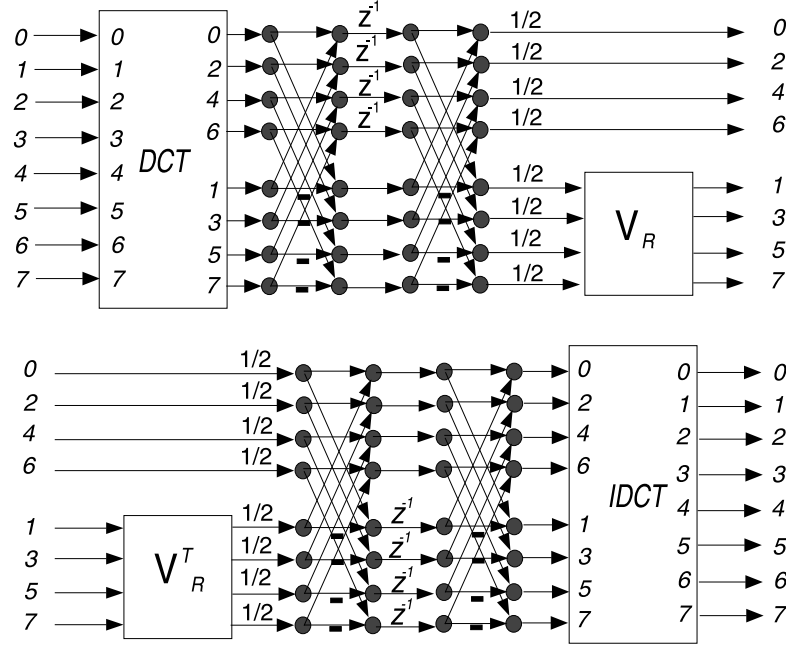 0 0 0 z⁻¹ 1/2 0
1 1 2 z⁻¹ 1/2 2
2 2 4 z⁻¹ 1/2 4
3 3 6 z⁻¹ 1/2 6
DCT
4 4 1 - - 1/2 1
5 5 3 - - 1/2 3
V_R
6 6 5 - - 1/2 5
7 7 7 - - 1/2 7
0 1/2 0 0 0
2 1/2 2 1 1
4 1/2 4 2 2
6 1/2 6 3 3
IDCT
1 1/2 - z⁻¹ - 1 4 4
3 1/2 - z⁻¹ - 3 5 5
V^T_R
5 1/2 - z⁻¹ - 5 6 6
7 1/2 - z⁻¹ - 7 7 7